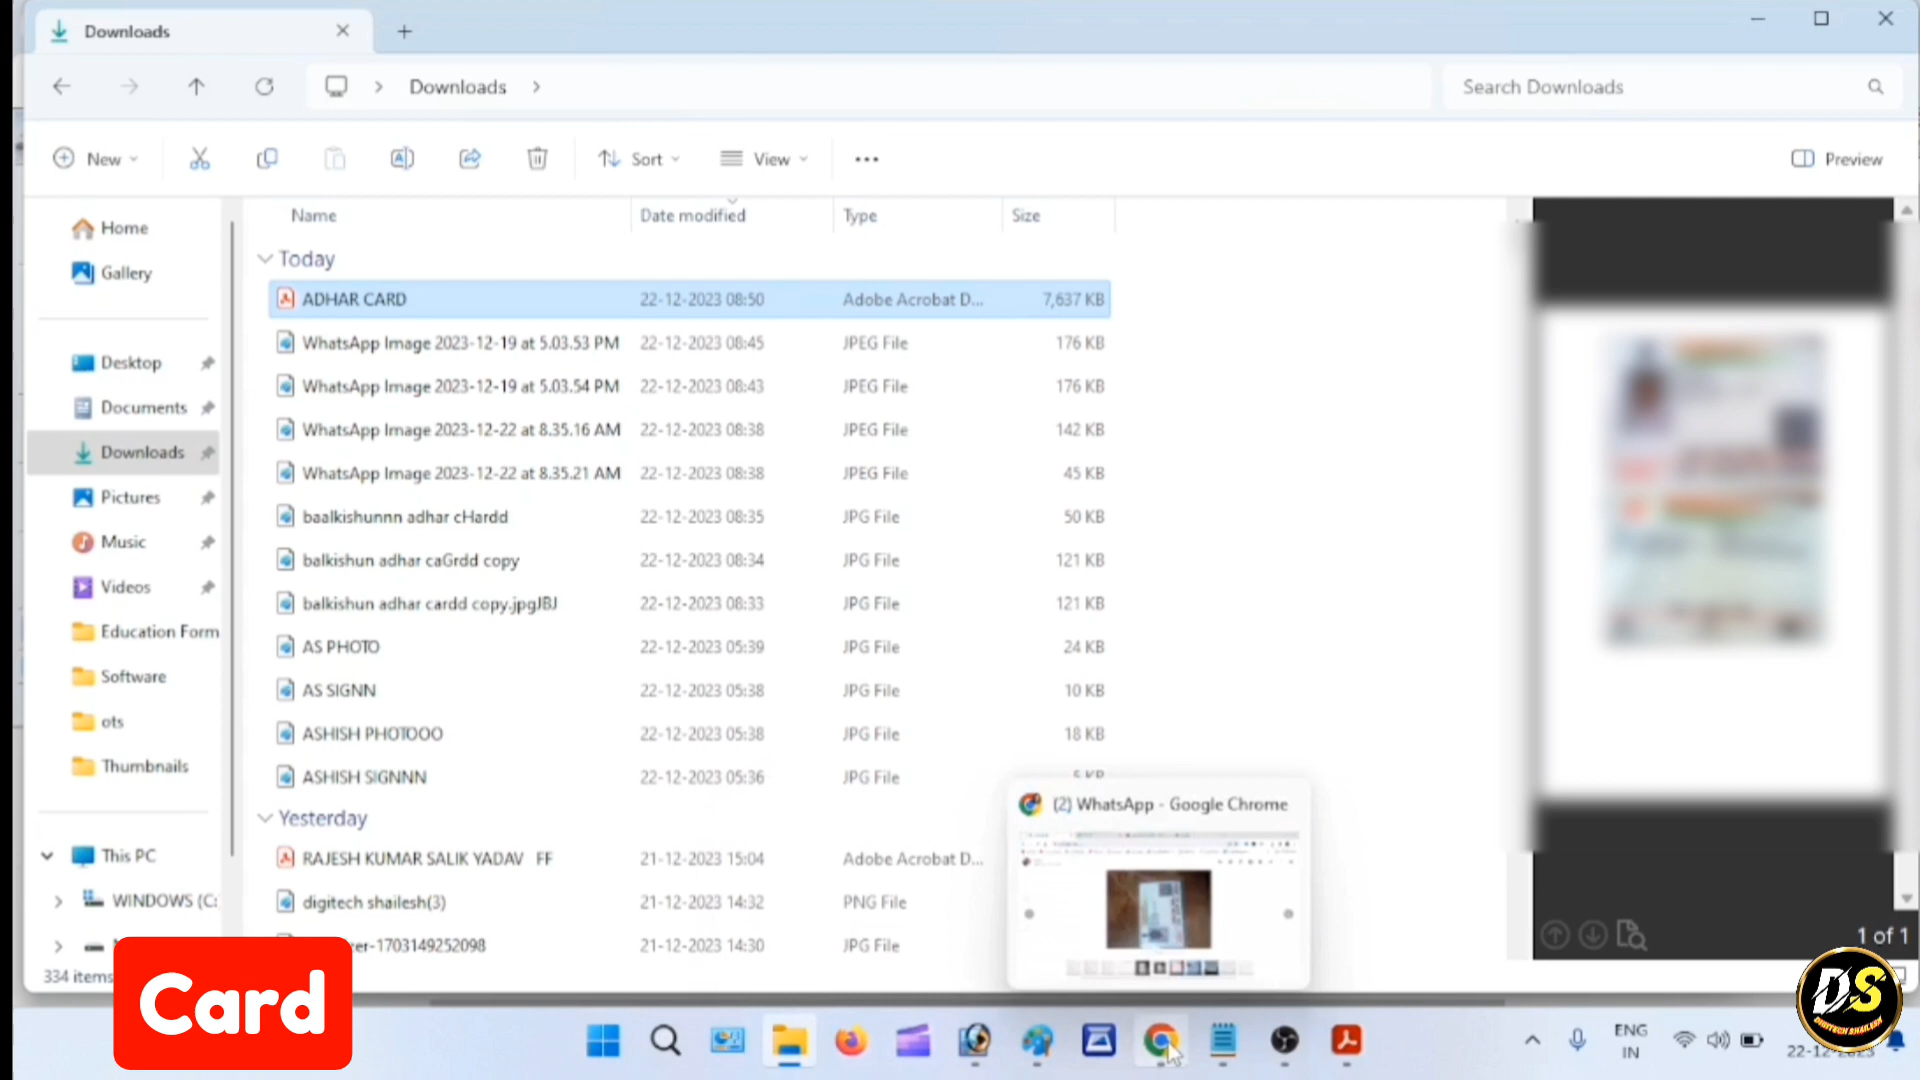 Downloads
Downloads
Search Downloads
New
Sort
View
Preview
Name Date modified Type Size
Home
Gallery
Desktop
Documents
Downloads
Pictures
Music
Videos
Education Form
Software
ots
Thumbnails
This PC
WINDOWS (C:
334 items
Today
ADHAR CARD 22-12-2023 08:50 Adobe Acrobat D... 7,637 KB
WhatsApp Image 2023-12-19 at 5.03.53 PM 22-12-2023 08:45 JPEG File 176 KB
WhatsApp Image 2023-12-19 at 5.03.54 PM 22-12-2023 08:43 JPEG File 176 KB
WhatsApp Image 2023-12-22 at 8.35.16 AM 22-12-2023 08:38 JPEG File 142 KB
WhatsApp Image 2023-12-22 at 8.35.21 AM 22-12-2023 08:38 JPEG File 45 KB
baalkishunnn adhar cHardd 22-12-2023 08:35 JPG File 50 KB
balkishun adhar caGrdd copy 22-12-2023 08:34 JPG File 121 KB
balkishun adhar cardd copy.jpgJBJ 22-12-2023 08:33 JPG File 121 KB
AS PHOTO 22-12-2023 05:39 JPG File 24 KB
AS SIGNN 22-12-2023 05:38 JPG File 10 KB
ASHISH PHOTOOO 22-12-2023 05:38 JPG File 18 KB
ASHISH SIGNNN 22-12-2023 05:36 JPG File 5 KB
Yesterday
RAJESH KUMAR SALIK YADAV FF 21-12-2023 15:04 Adobe Acrobat D...
digitech shailesh(3) 21-12-2023 14:32 PNG File
er-1703149252098 21-12-2023 14:30 JPG File
(2) WhatsApp - Google Chrome
1 of 1
Card
ENG
IN
22-12-2023
DS
DIGITECH SHAILESH